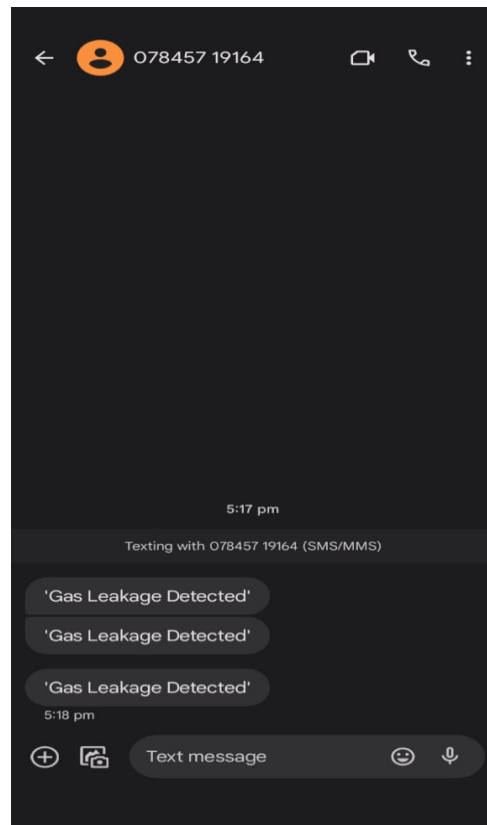 078457 19164
5:17 pm
Texting with 078457 19164 (SMS/MMS)
'Gas Leakage Detected'
'Gas Leakage Detected'
'Gas Leakage Detected'
5:18 pm
Text message